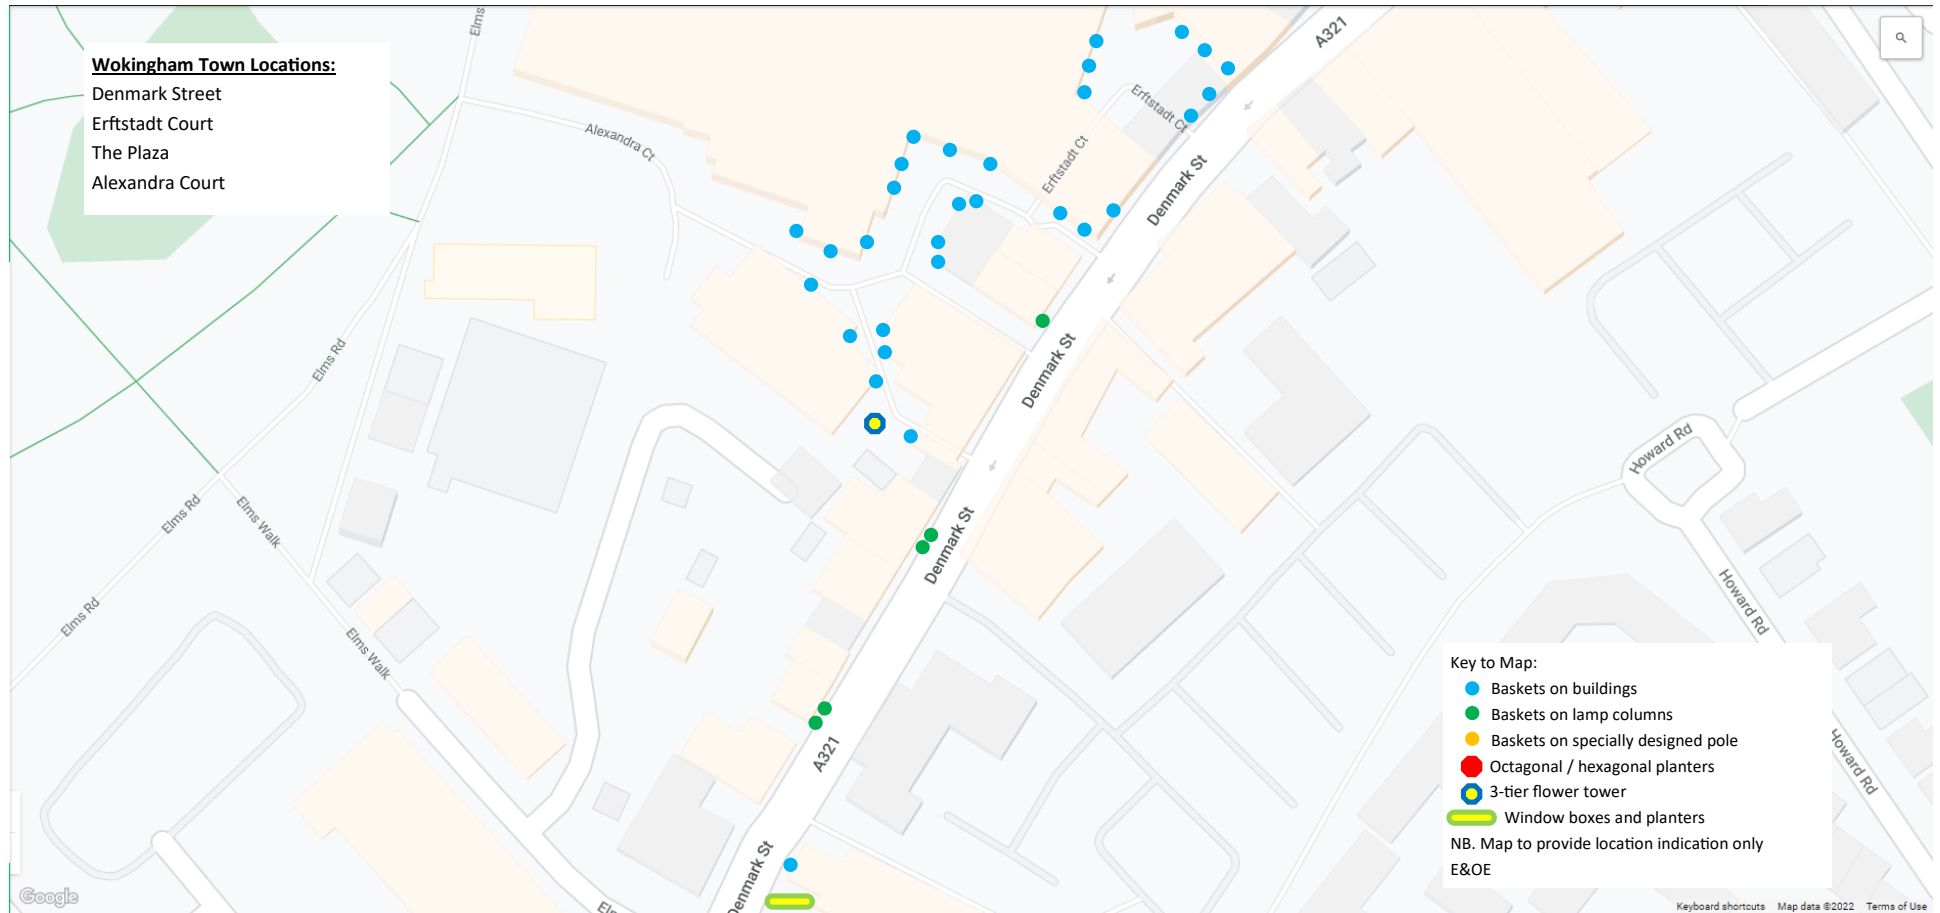 Wokingham Town Locations:
Denmark Street
Erftstadt Court
The Plaza
Alexandra Court
Elms
A321
Erftstadt Ct
Alexandra Ct
Erftstadt Ct
Denmark St
Elms Rd
Denmark St
Howard Rd
Elms Rd
Elms Walk
Denmark St
Elms Rd
Elms Walk
Howard Rd
A321
Howard Rd
Denmark St
Elm
Key to Map:
Baskets on buildings
Baskets on lamp columns
Baskets on specially designed pole
Octagonal / hexagonal planters
3-tier flower tower
Window boxes and planters
NB. Map to provide location indication only
E&OE
Google
Keyboard shortcuts Map data ©2022 Terms of Use